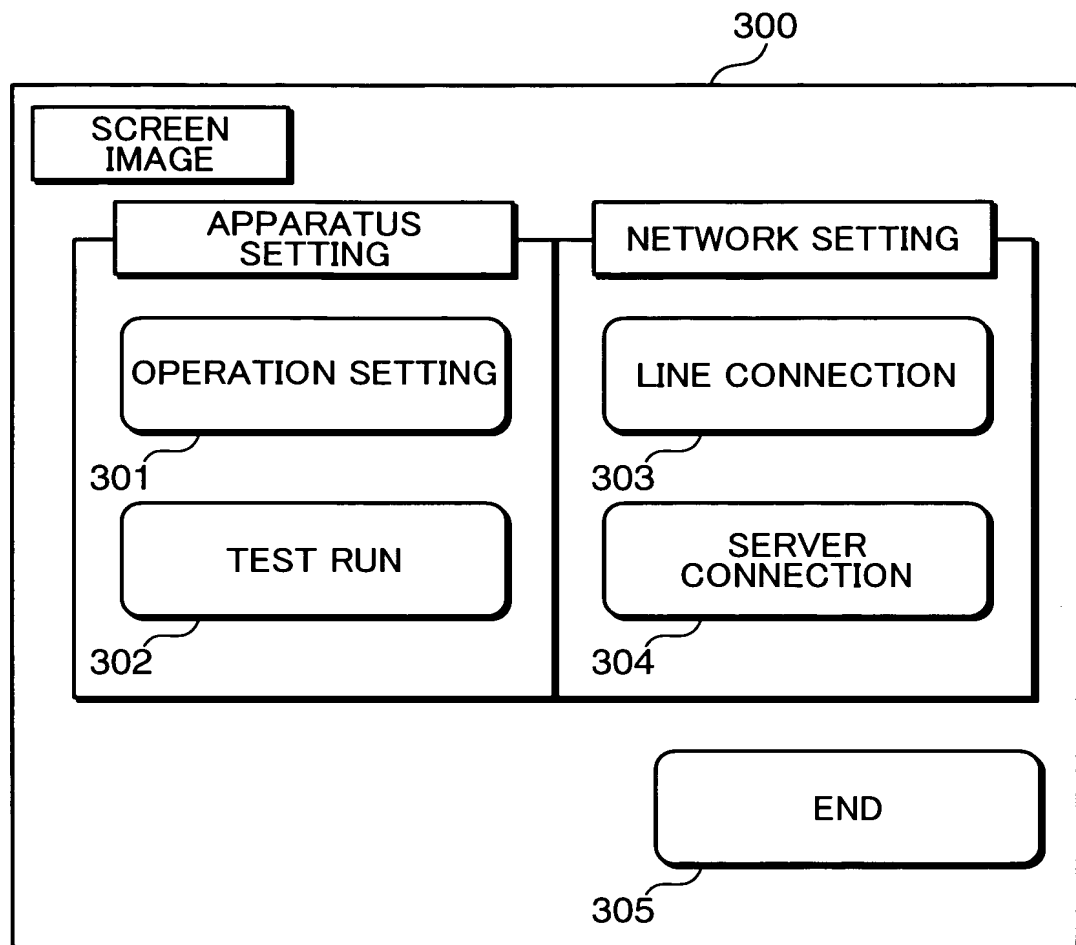 300
SCREEN
IMAGE
APPARATUS
SETTING
OPERATION SETTING
301
TEST RUN
302
NETWORK SETTING
LINE CONNECTION
303
SERVER
CONNECTION
304
END
305